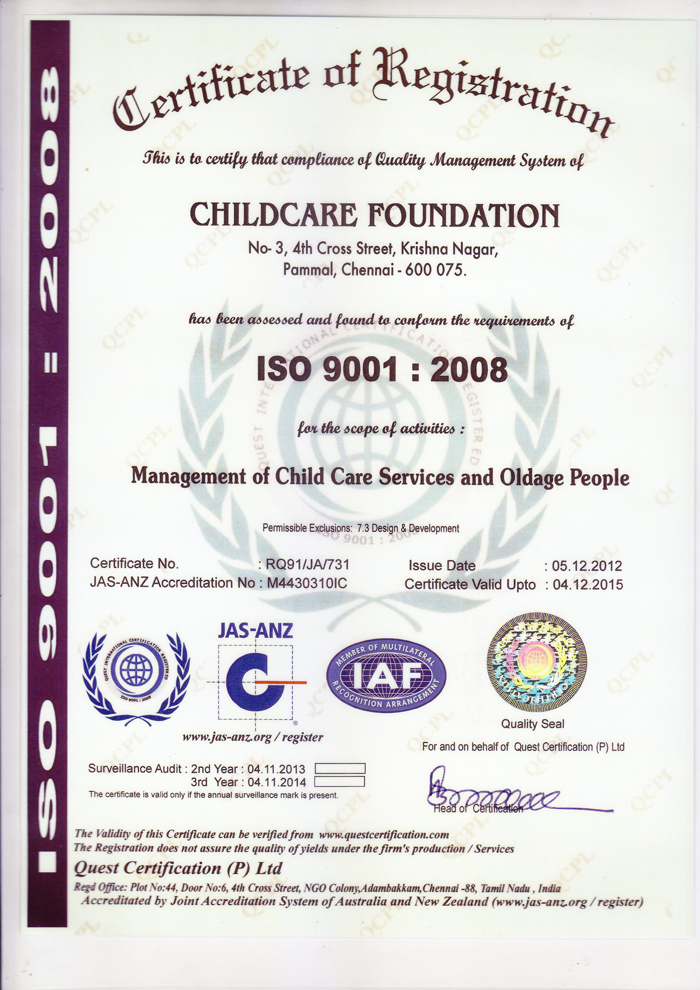 Certificate of Registration
This is to certify that compliance of Quality Management System of
CHILDCARE FOUNDATION
No- 3, 4th Cross Street, Krishna Nagar,
Pammal, Chennai - 600 075.
has been assessed and found to conform the requirements of
ISO 9001 : 2008
for the scope of activities :
Management of Child Care Services and Oldage People
Permissible Exclusions: 7.3 Design & Development
Certificate No. : RQ91/JA/731
JAS-ANZ Accreditation No : M4430310IC
Issue Date : 05.12.2012
Certificate Valid Upto : 04.12.2015
QUEST INTERNATIONAL CERTIFICATION REGISTERED
ISO 9001 : 2008
JAS-ANZ
www.jas-anz.org / register
MEMBER OF MULTILATERAL
IAF
RECOGNITION ARRANGEMENT
Quality Seal
For and on behalf of Quest Certification (P) Ltd
Surveillance Audit : 2nd Year : 04.11.2013
3rd Year : 04.11.2014
The certificate is valid only if the annual surveillance mark is present.
Head of Certification
The Validity of this Certificate can be verified from www.questcertification.com
The Registration does not assure the quality of yields under the firm's production / Services
Quest Certification (P) Ltd
Regd Office: Plot No:44, Door No:6, 4th Cross Street, NGO Colony,Adambakkam,Chennai -88, Tamil Nadu , India
Accreditated by Joint Accreditation System of Australia and New Zealand (www.jas-anz.org / register)
ISO 9001 = 2008
QCPL